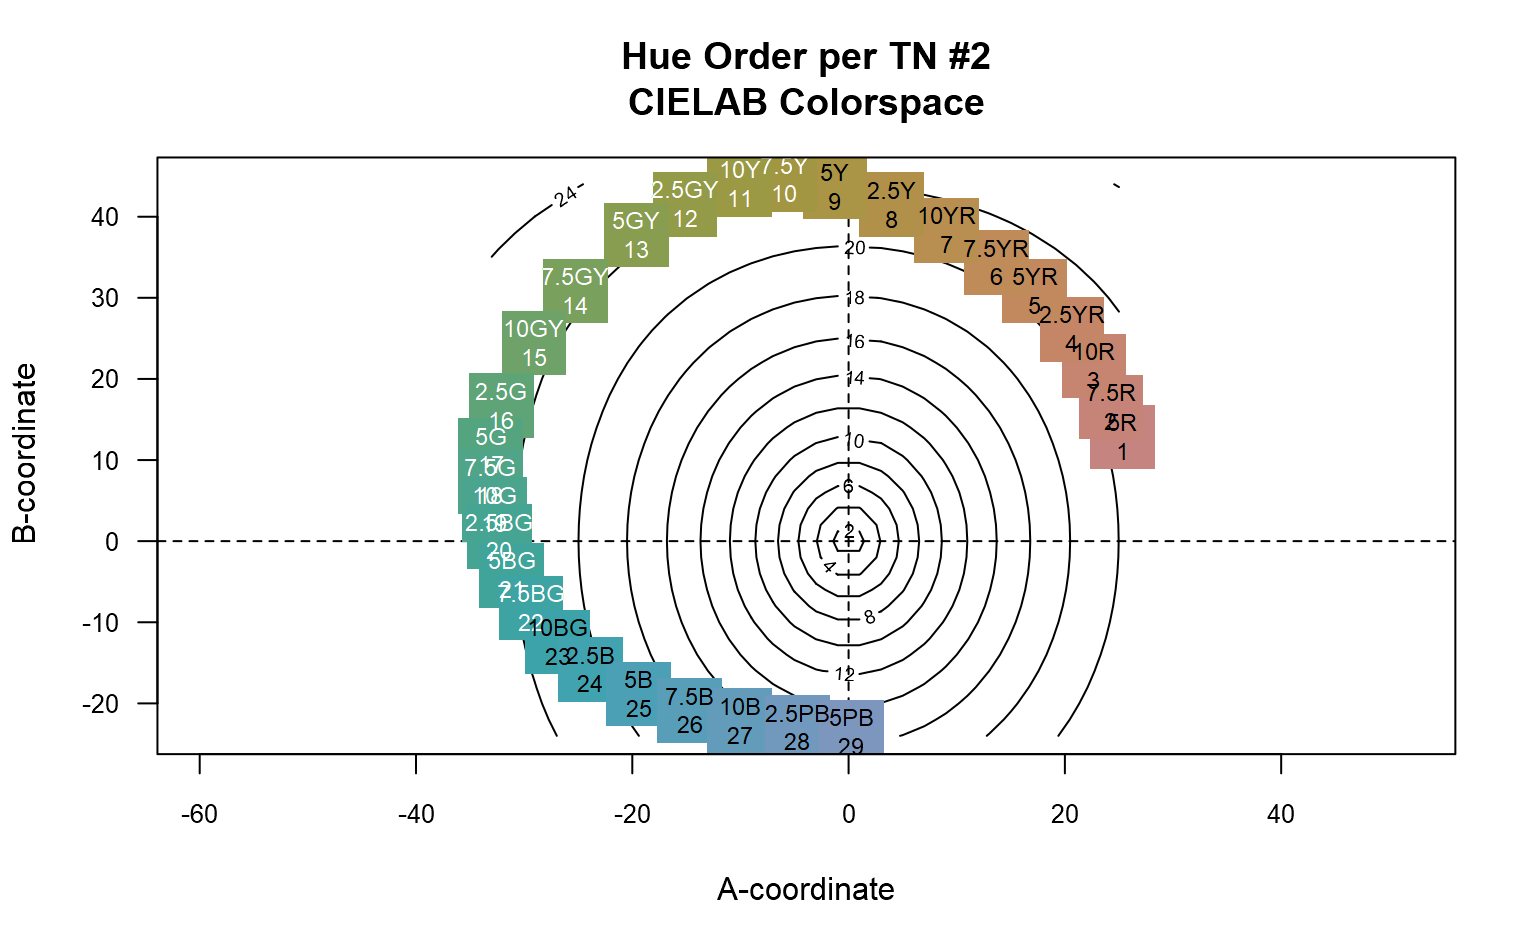 Hue Order per TN #2
CIELAB Colorspace
B-coordinate
40
30
20
10
0
-10
-20
-60
-40
-20
0
20
40
A-coordinate
5R
1
7.5R
2
10R
3
2.5YR
4
5YR
5
7.5YR
6
10YR
7
2.5Y
8
5Y
9
7.5Y
10
10Y
11
2.5GY
12
5GY
13
7.5GY
14
10GY
15
2.5G
16
5G
17
7.5G
18
10G
19
2.5BG
20
5BG
21
7.5BG
22
10BG
23
2.5B
24
5B
25
7.5B
26
10B
27
2.5PB
28
5PB
29
24
20
18
16
14
10
6
2
4
8
12